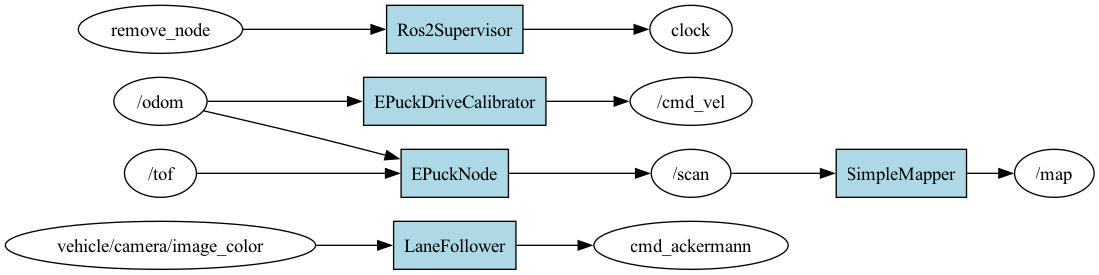 remove_node
Ros2Supervisor
clock
/odom
EPuckDriveCalibrator
/cmd_vel
/tof
EPuckNode
/scan
SimpleMapper
/map
vehicle/camera/image_color
LaneFollower
cmd_ackermann